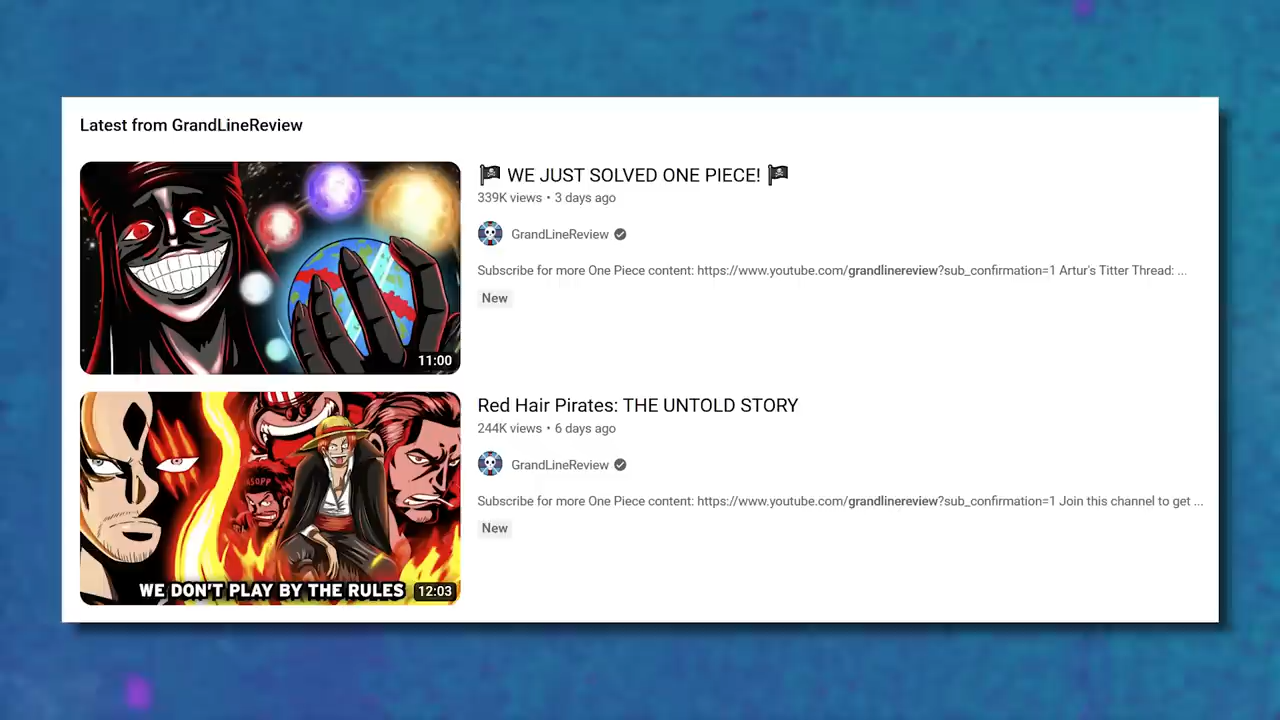 Latest from GrandLineReview
🏴‍☠️ WE JUST SOLVED ONE PIECE! 🏴‍☠️
339K views • 3 days ago
GrandLineReview
Subscribe for more One Piece content: https://www.youtube.com/grandlinereview?sub_confirmation=1 Artur's Titter Thread: ...
New
11:00
Red Hair Pirates: THE UNTOLD STORY
244K views • 6 days ago
GrandLineReview
Subscribe for more One Piece content: https://www.youtube.com/grandlinereview?sub_confirmation=1 Join this channel to get ...
New
WE DON'T PLAY BY THE RULES
12:03